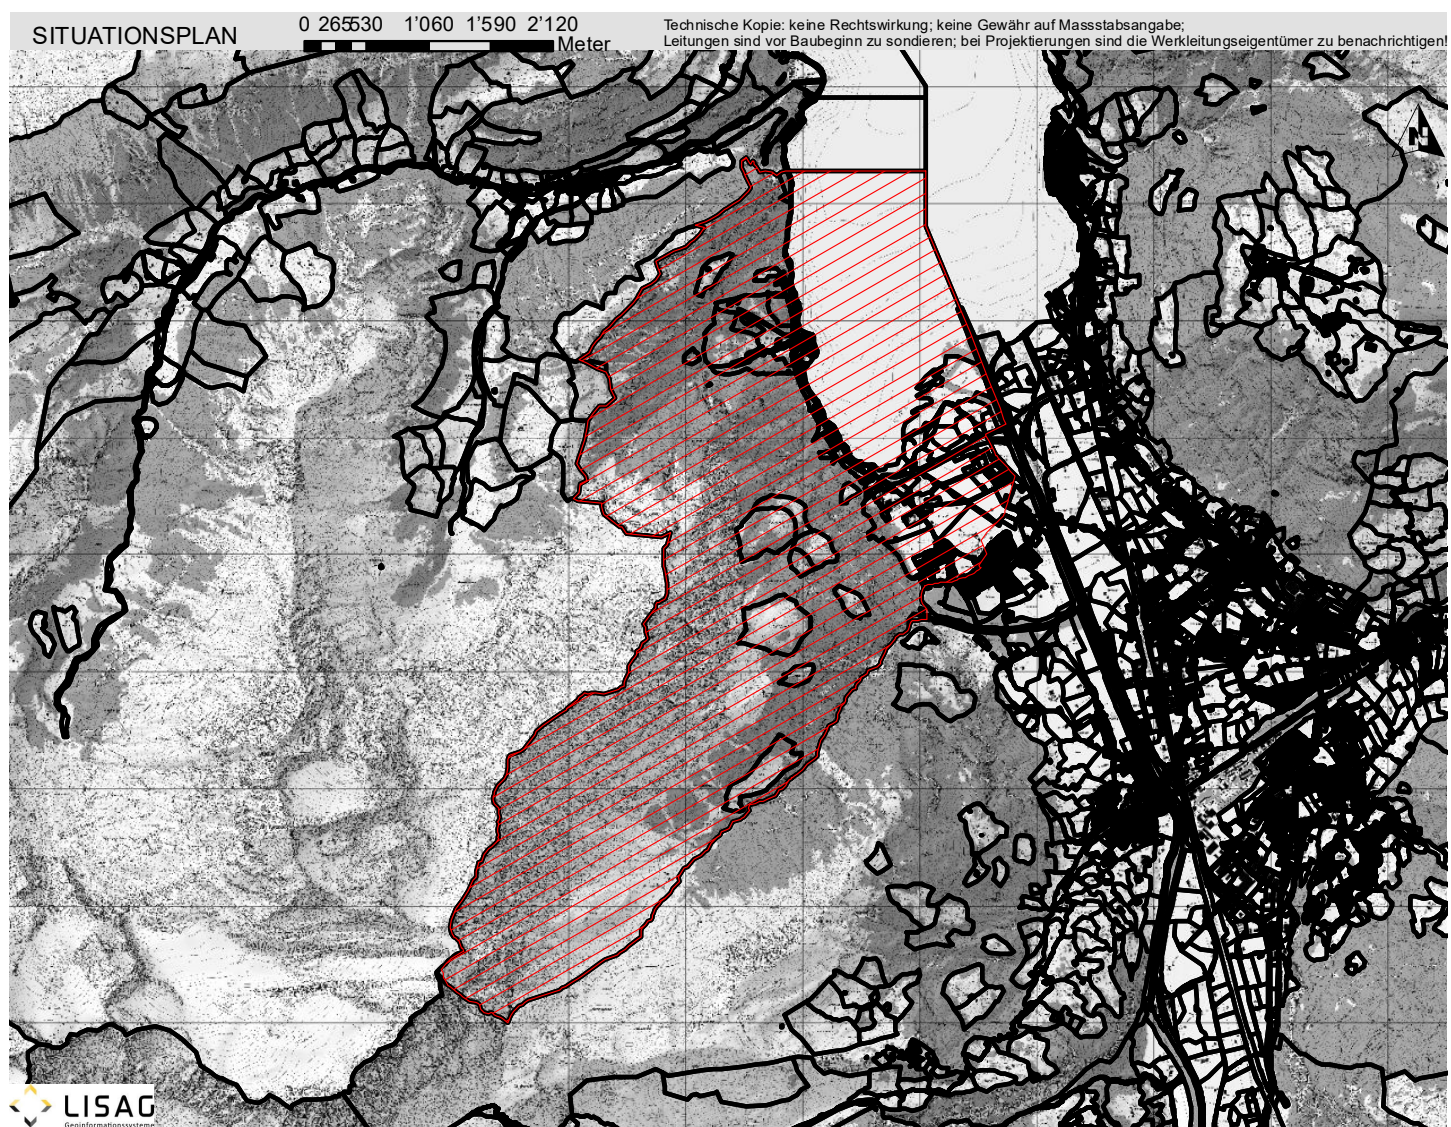 SITUATIONSPLAN
0 265530 1'060 1'590 2'120
Meter
Technische Kopie: keine Rechtswirkung; keine Gewähr auf Massstabsangabe;
Leitungen sind vor Baubeginn zu sondieren; bei Projektierungen sind die Werkleitungseigentümer zu benachrichtigen!
N
LISAG
Geoinformationssysteme